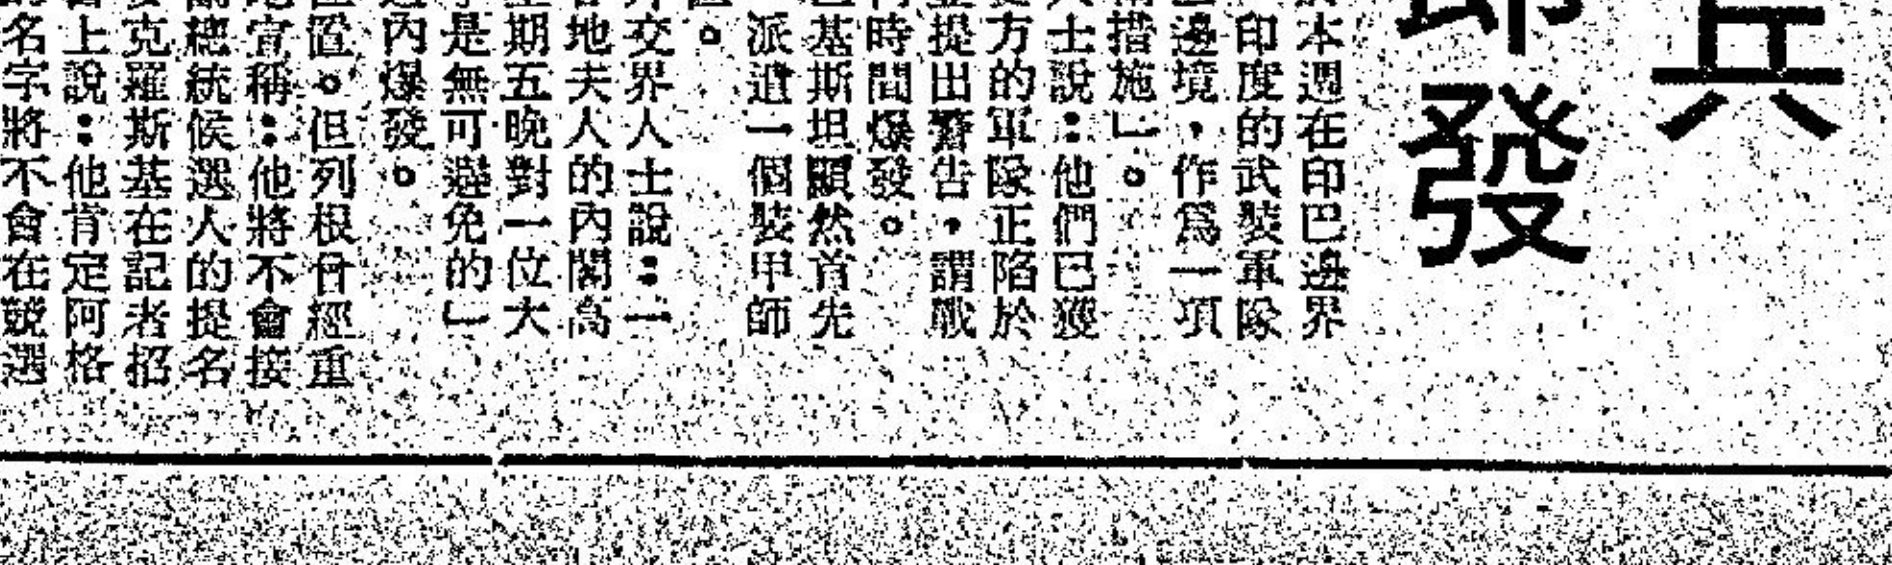 兵
即發
本週在印巴邊界
印度的武裝軍隊
邊境，作爲一項
措施」。
士說：他們已獲
方的軍隊正陷於
提出警告，謂戰
時間爆發。
基斯坦顯然首先
派遣一個裝甲師
。
交界人士說：一
地夫人的內閣高
期五晚對一位大
是無可避免的」
內爆發。
置。但列根曾經重
宣稱：他將不會接
總統候選人的提名
克羅斯基在記者招
上說：他肯定阿格
名字將不會在競選